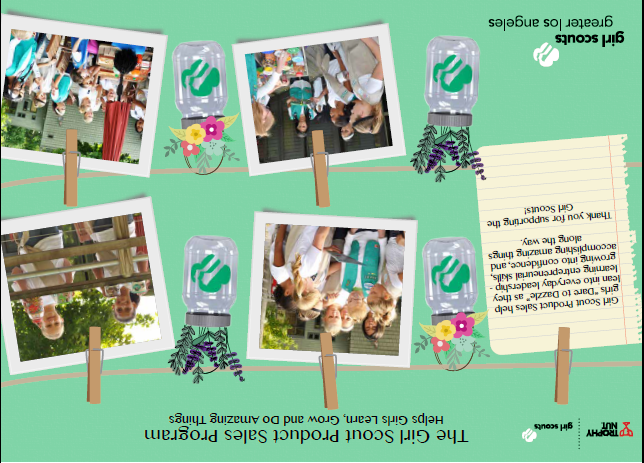 TROPHY
NUT
girl scouts
The Girl Scout Product Sales Program
Helps Girls Learn, Grow and Do Amazing Things
Girl Scout Product Sales help
girls "Dare to Dazzle" as they
lean into everyday leadership -
learning entrepreneurial skills,
growing into confidence, and
accomplishing amazing things
along the way.
Thank you for supporting the
Girl Scouts!
girl scouts
greater los angeles